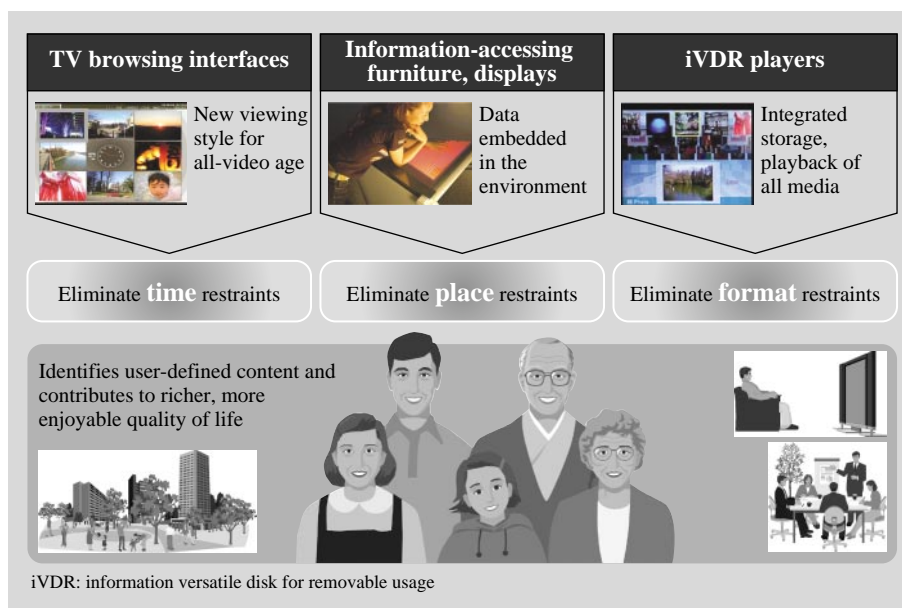 TV browsing interfaces
New viewing
style for
all-video age
Information-accessing
furniture, displays
Data
embedded
in the
environment
iVDR players
Integrated
storage,
playback of
all media
Eliminate time restraints
Eliminate place restraints
Eliminate format restraints
Identifies user-defined content and
contributes to richer, more
enjoyable quality of life
iVDR: information versatile disk for removable usage